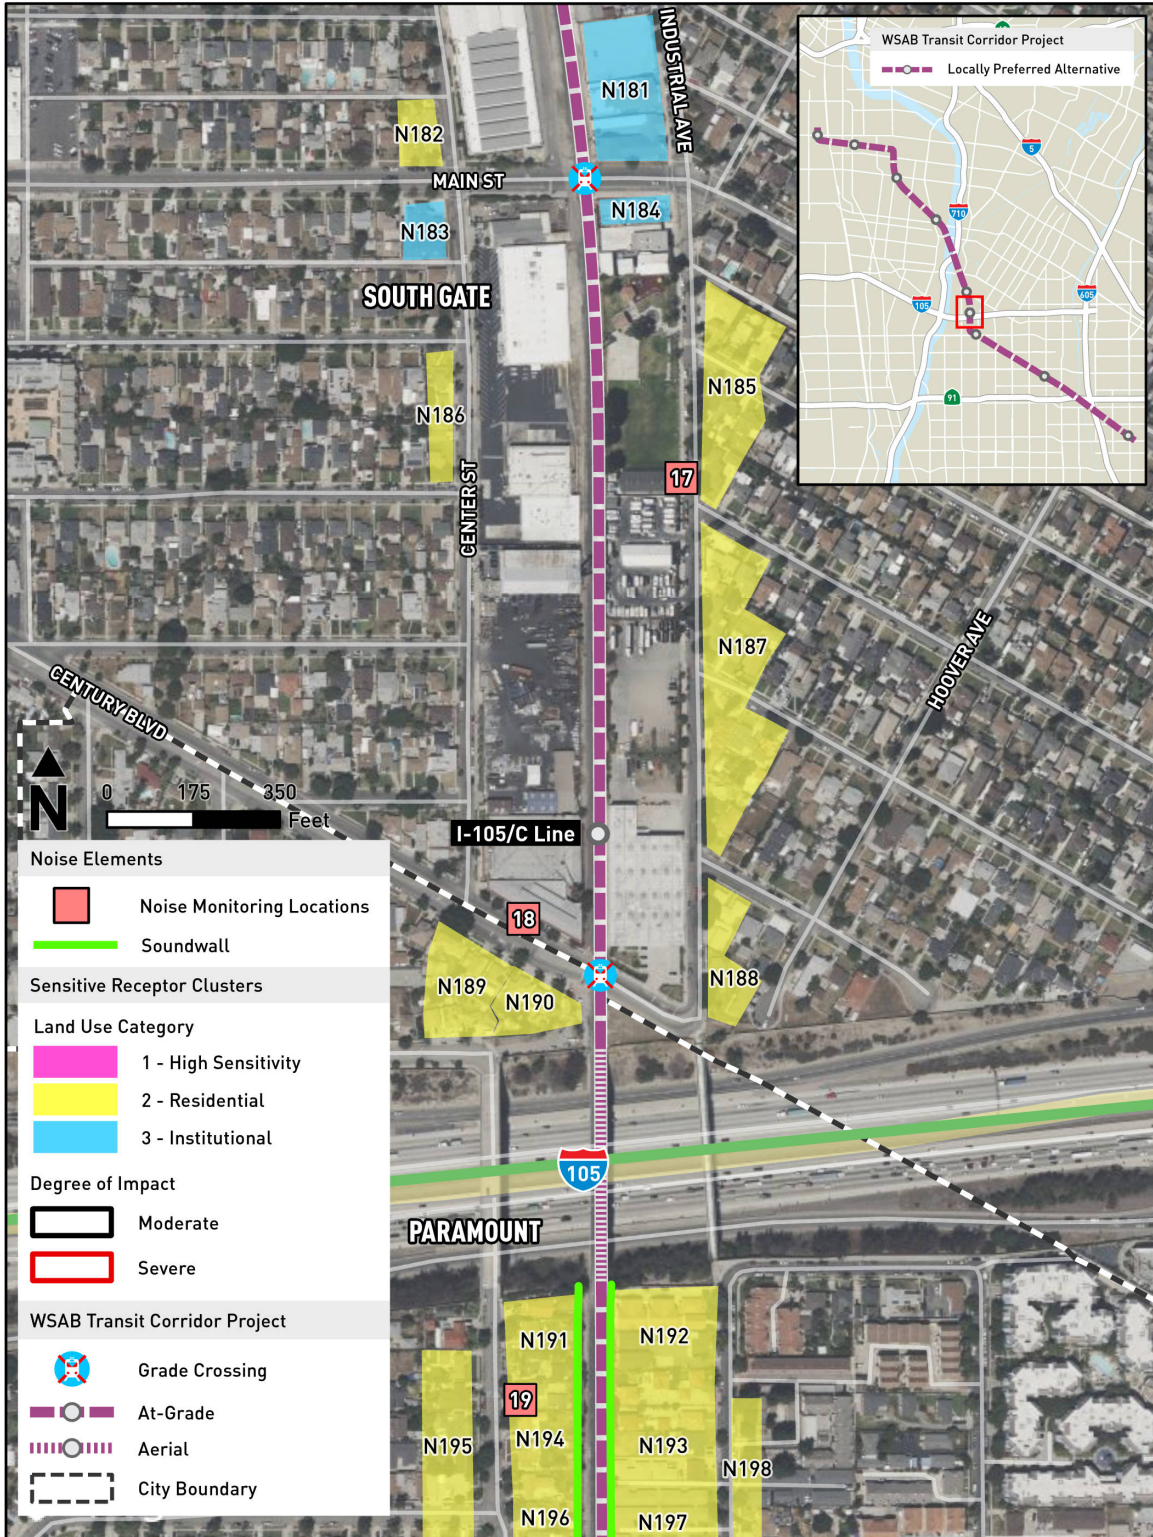 WSAB Transit Corridor Project
Locally Preferred Alternative
5
710
105
605
91
INDUSTRIAL AVE
N181
N182
MAIN ST
N183
N184
SOUTH GATE
N185
N186
17
CENTER ST
N187
HOOVER AVE
CENTURY BLVD
N
0 175 350
Feet
I-105/C Line
18
N188
N189
N190
105
PARAMOUNT
N191
N192
19
N194
N193
N195
N198
N196
N197
Noise Elements
Noise Monitoring Locations
Soundwall
Sensitive Receptor Clusters
Land Use Category
1 - High Sensitivity
2 - Residential
3 - Institutional
Degree of Impact
Moderate
Severe
WSAB Transit Corridor Project
Grade Crossing
At-Grade
Aerial
City Boundary